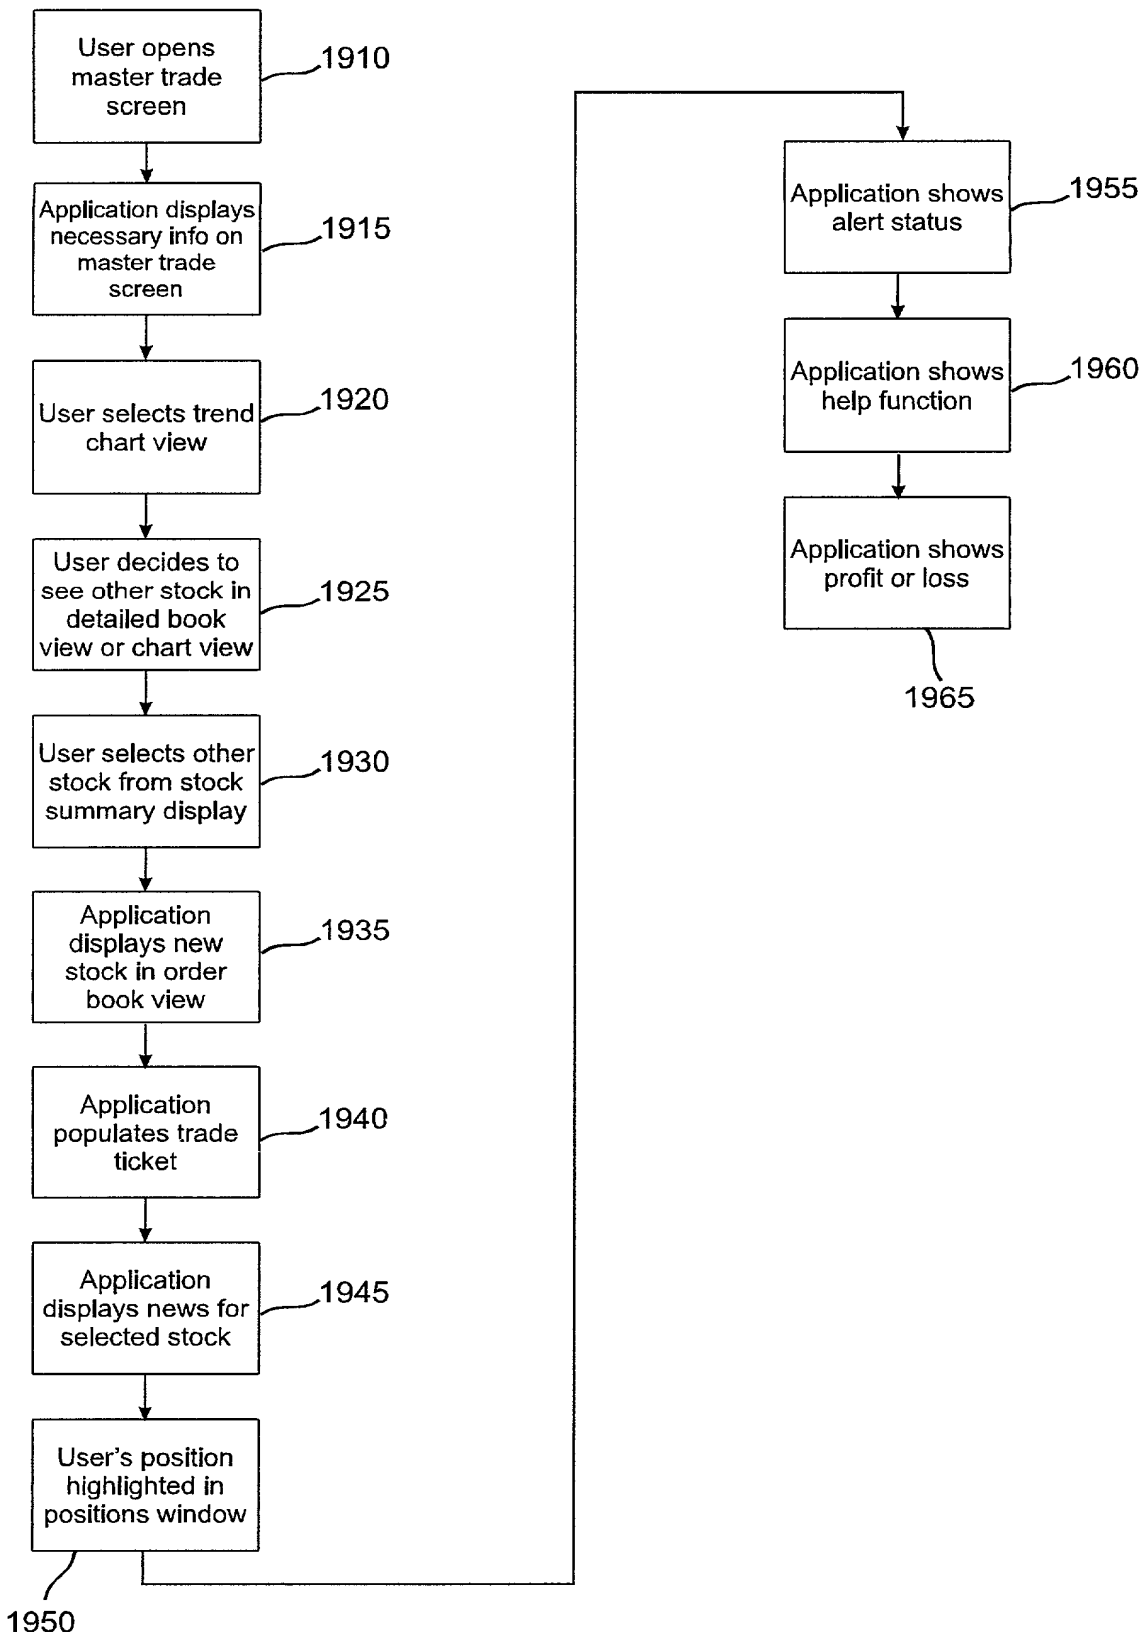 User opens
master trade
screen
1910
Application displays
necessary info on
master trade
screen
1915
User selects trend
chart view
1920
User decides to
see other stock in
detailed book
view or chart view
1925
User selects other
stock from stock
summary display
1930
Application
displays new
stock in order
book view
1935
Application
populates trade
ticket
1940
Application
displays news for
selected stock
1945
User's position
highlighted in
positions window
1950
Application shows
alert status
1955
Application shows
help function
1960
Application shows
profit or loss
1965